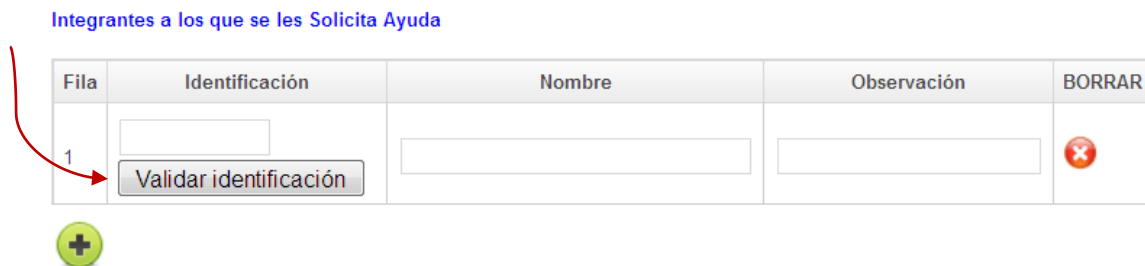 Integrantes a los que se les Solicita Ayuda
Fila Identificación Nombre Observación BORRAR
1
Validar identificación